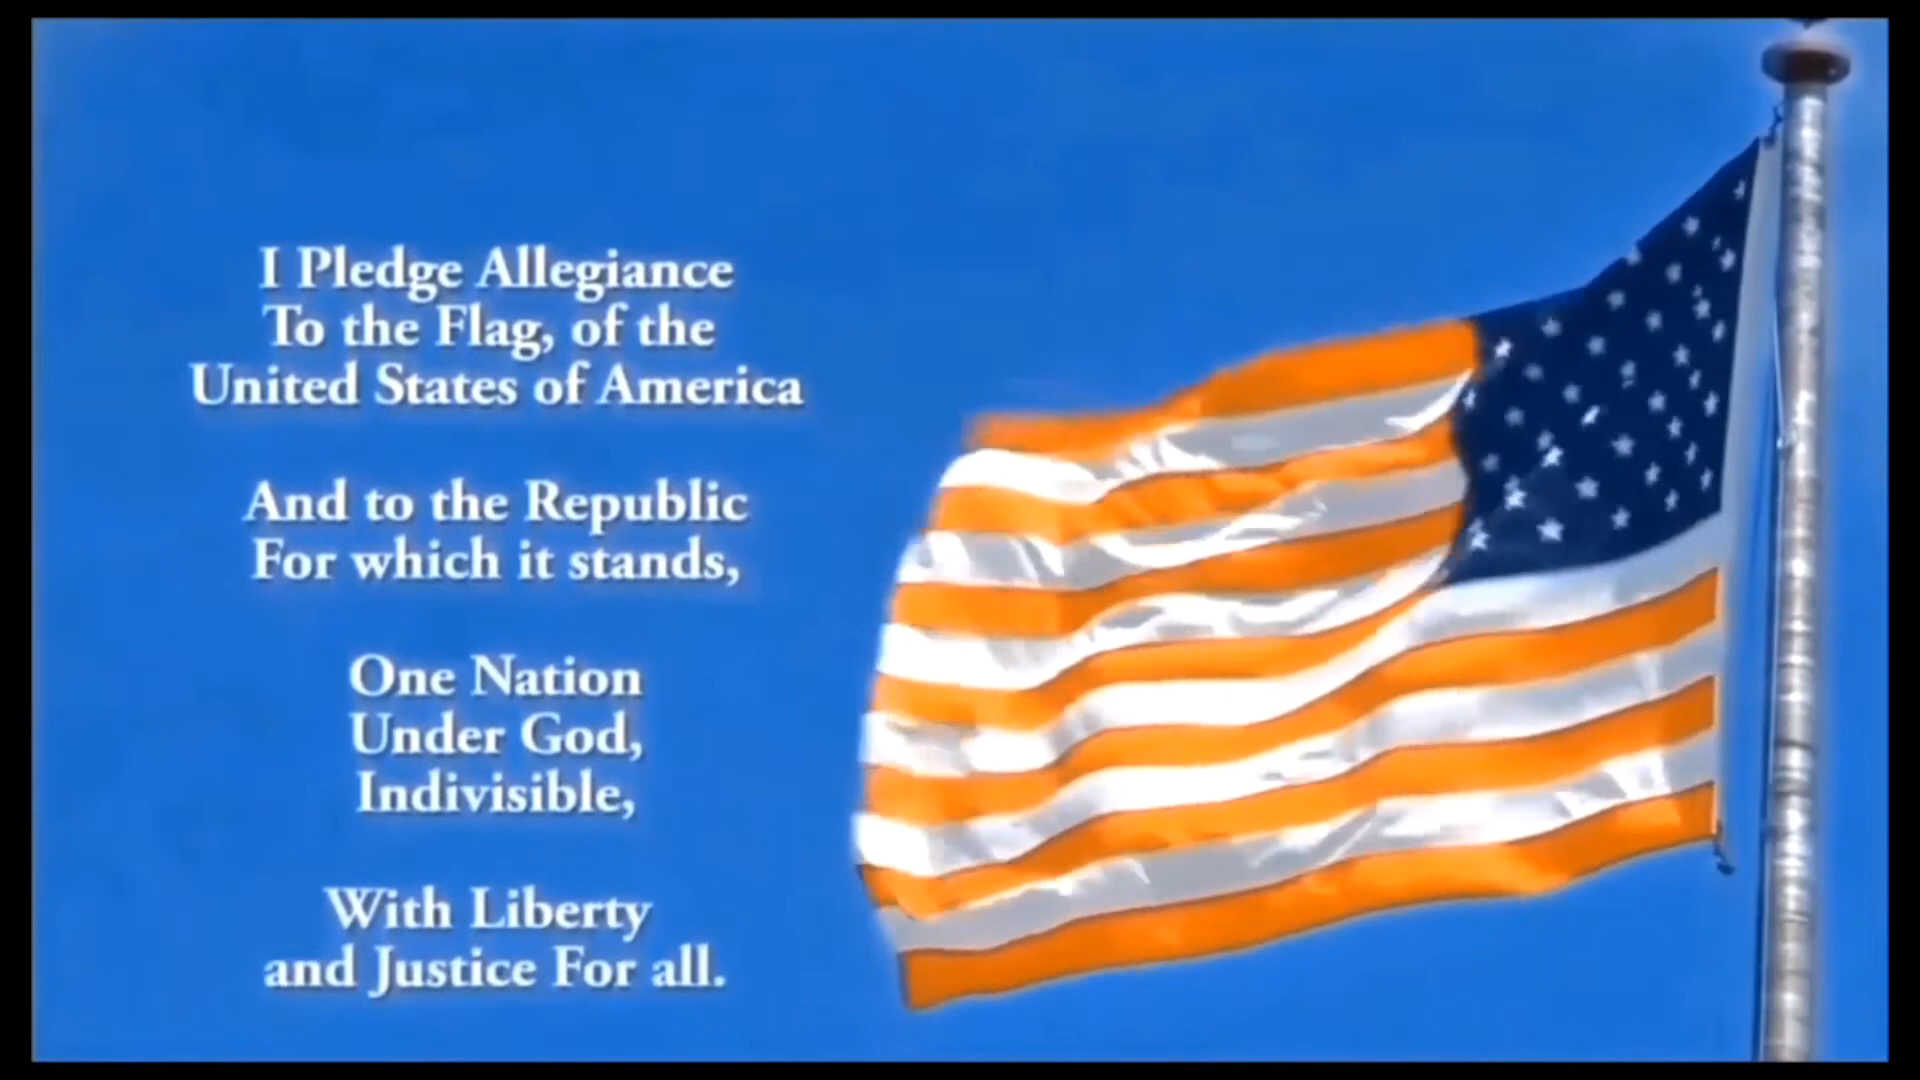 I Pledge Allegiance
To the Flag, of the
United States of America
And to the Republic
For which it stands,
One Nation
Under God,
Indivisible,
With Liberty
and Justice For all.